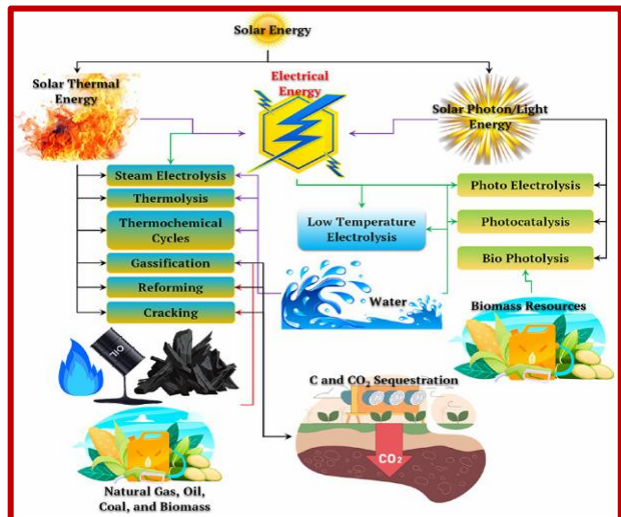 Solar Energy
Solar Thermal
Energy
Electrical
Energy
Solar Photon/Light
Energy
Steam Electrolysis
Thermolysis
Thermochemical
Cycles
Gassification
Reforming
Cracking
Low Temperature
Electrolysis
Photo Electrolysis
Photocatalysis
Bio Photolysis
Water
Biomass Resources
OIL
C and CO₂ Sequestration
CO₂
Natural Gas, Oil,
Coal, and Biomass